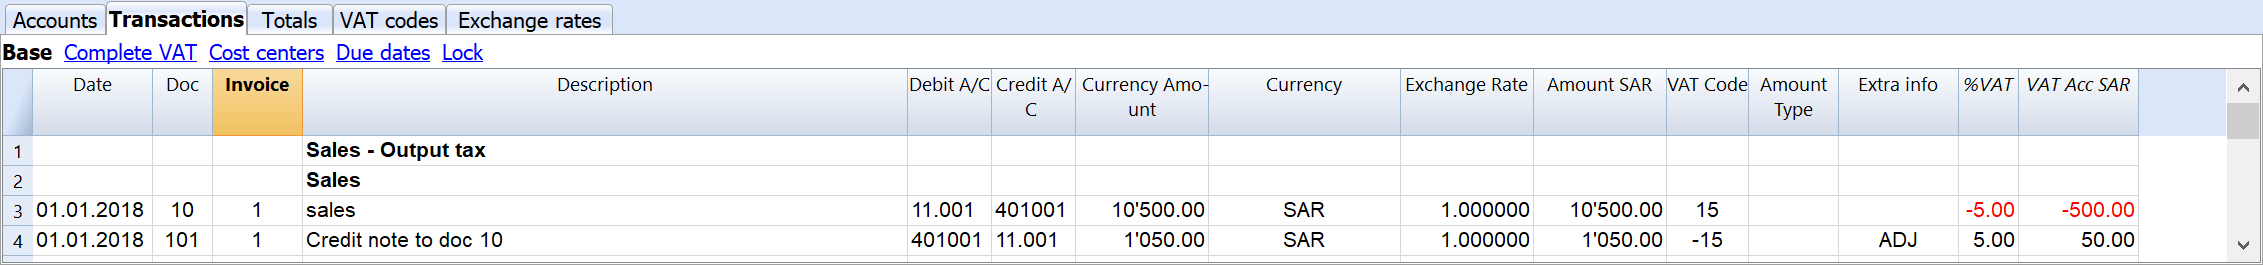 Accounts Transactions Totals VAT codes Exchange rates
Base Complete VAT Cost centers Due dates Lock
Date Doc Invoice Description Debit A/C Credit A/ Currency Amo- Currency Exchange Rate Amount SAR VAT Code Amount Extra info %VAT VAT Acc SAR
C unt Type
1 Sales - Output tax
2 Sales
3 01.01.2018 10 1 sales 11.001 401001 10'500.00 SAR 1.000000 10'500.00 15 -5.00 -500.00
4 01.01.2018 101 1 Credit note to doc 10 401001 11.001 1'050.00 SAR 1.000000 1'050.00 -15 ADJ 5.00 50.00